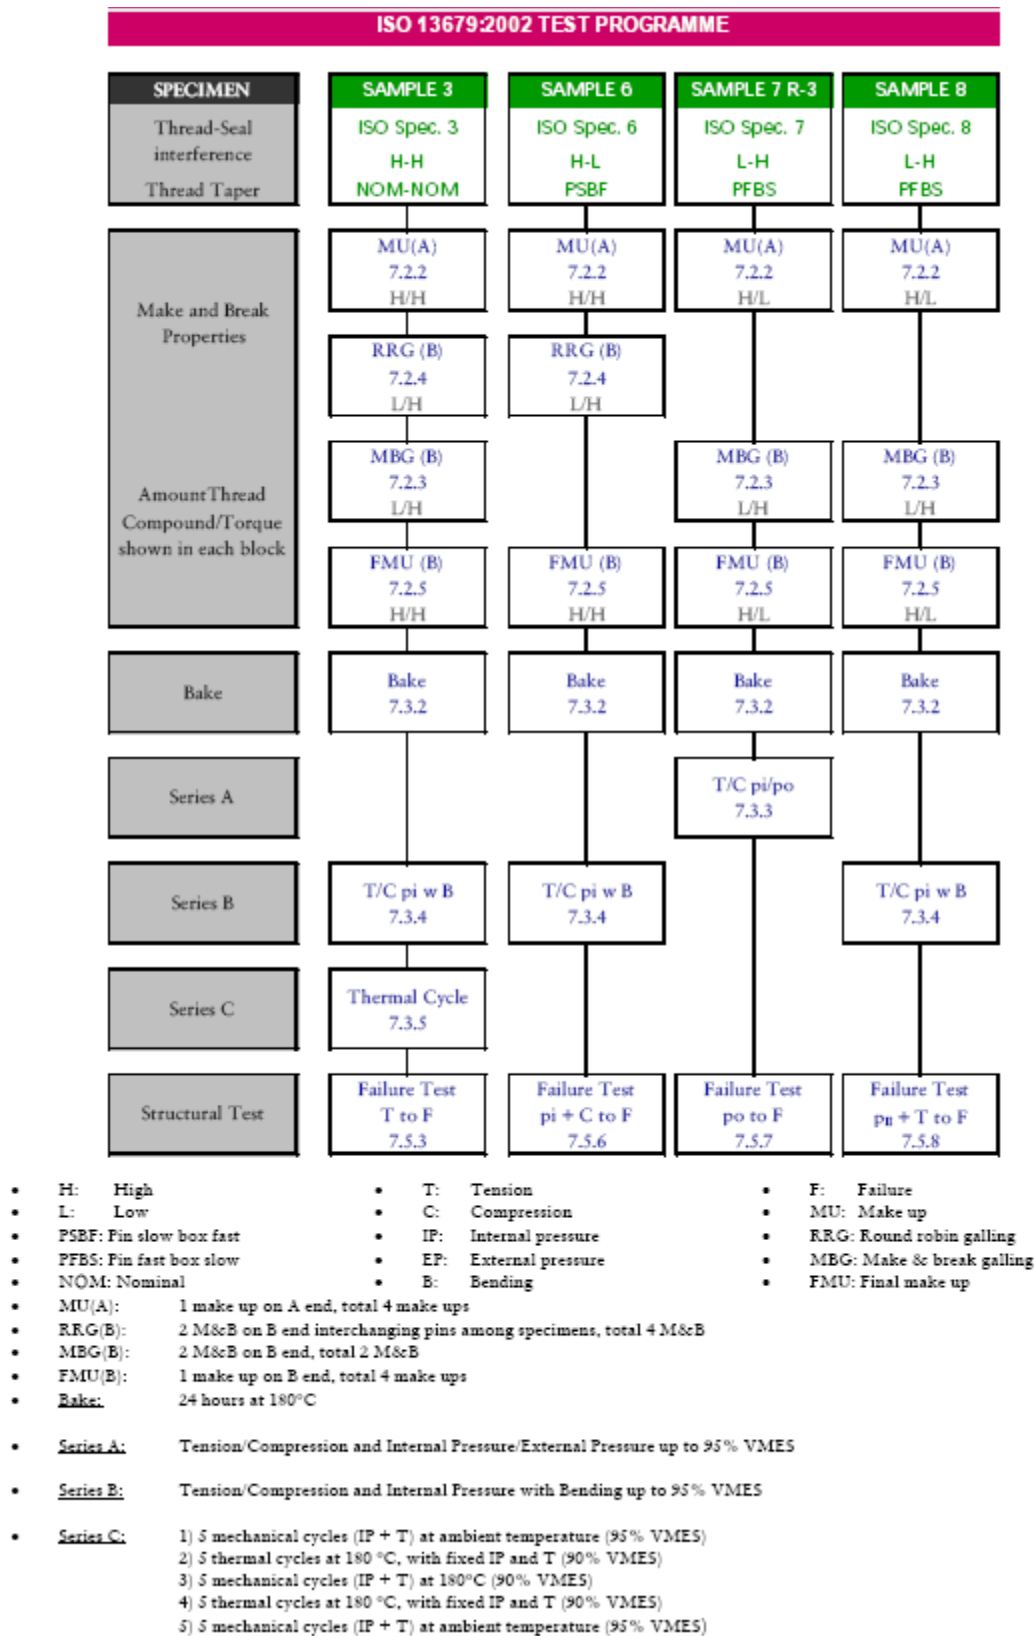 ISO 13679:2002 TEST PROGRAMME
SPECIMEN
Thread-Seal
interference
Thread Taper
SAMPLE 3
ISO Spec. 3
H-H
NOM-NOM
SAMPLE 6
ISO Spec. 6
H-L
PSBF
SAMPLE 7 R-3
ISO Spec. 7
L-H
PFBS
SAMPLE 8
ISO Spec. 8
L-H
PFBS
Make and Break
Properties
Amount Thread
Compound/Torque
shown in each block
MU(A)
7.2.2
H/H
MU(A)
7.2.2
H/H
MU(A)
7.2.2
H/L
MU(A)
7.2.2
H/L
RRG (B)
7.2.4
L/H
RRG (B)
7.2.4
L/H
MBG (B)
7.2.3
L/H
MBG (B)
7.2.3
L/H
MBG (B)
7.2.3
L/H
FMU (B)
7.2.5
H/H
FMU (B)
7.2.5
H/H
FMU (B)
7.2.5
H/L
FMU (B)
7.2.5
H/L
Bake
Bake
7.3.2
Bake
7.3.2
Bake
7.3.2
Bake
7.3.2
Series A
T/C pi/po
7.3.3
Series B
T/C pi w B
7.3.4
T/C pi w B
7.3.4
T/C pi w B
7.3.4
Series C
Thermal Cycle
7.3.5
Structural Test
Failure Test
T to F
7.5.3
Failure Test
pi + C to F
7.5.6
Failure Test
po to F
7.5.7
Failure Test
+ T to F
7.5.8
• H: High
• L: Low
• PSBF: Pin slow box fast
• PFBS: Pin fast box slow
• NOM: Nominal
• T: Tension
• C: Compression
• IP: Internal pressure
• EP: External pressure
• B: Bending
• F: Failure
• MU: Make up
• RRG: Round robin galling
• MBG: Make & break galling
• FMU: Final make up
• MU(A): 1 make up on A end, total 4 make ups
• RRG(B): 2 M&B on B end interchanging pins among specimens, total 4 M&B
• MBG(B): 2 M&B on B end, total 2 M&B
• FMU(B): 1 make up on B end, total 4 make ups
• Bake: 24 hours at 180°C
• Series A: Tension/Compression and Internal Pressure/External Pressure up to 95% VMES
• Series B: Tension/Compression and Internal Pressure with Bending up to 95% VMES
• Series C: 1) 5 mechanical cycles (IP + T) at ambient temperature (95% VMES)
2) 5 thermal cycles at 180 °C, with fixed IP and T (90% VMES)
3) 5 mechanical cycles (IP + T) at 180°C (90% VMES)
4) 5 thermal cycles at 180 °C, with fixed IP and T (90% VMES)
5) 5 mechanical cycles (IP + T) at ambient temperature (95% VMES)